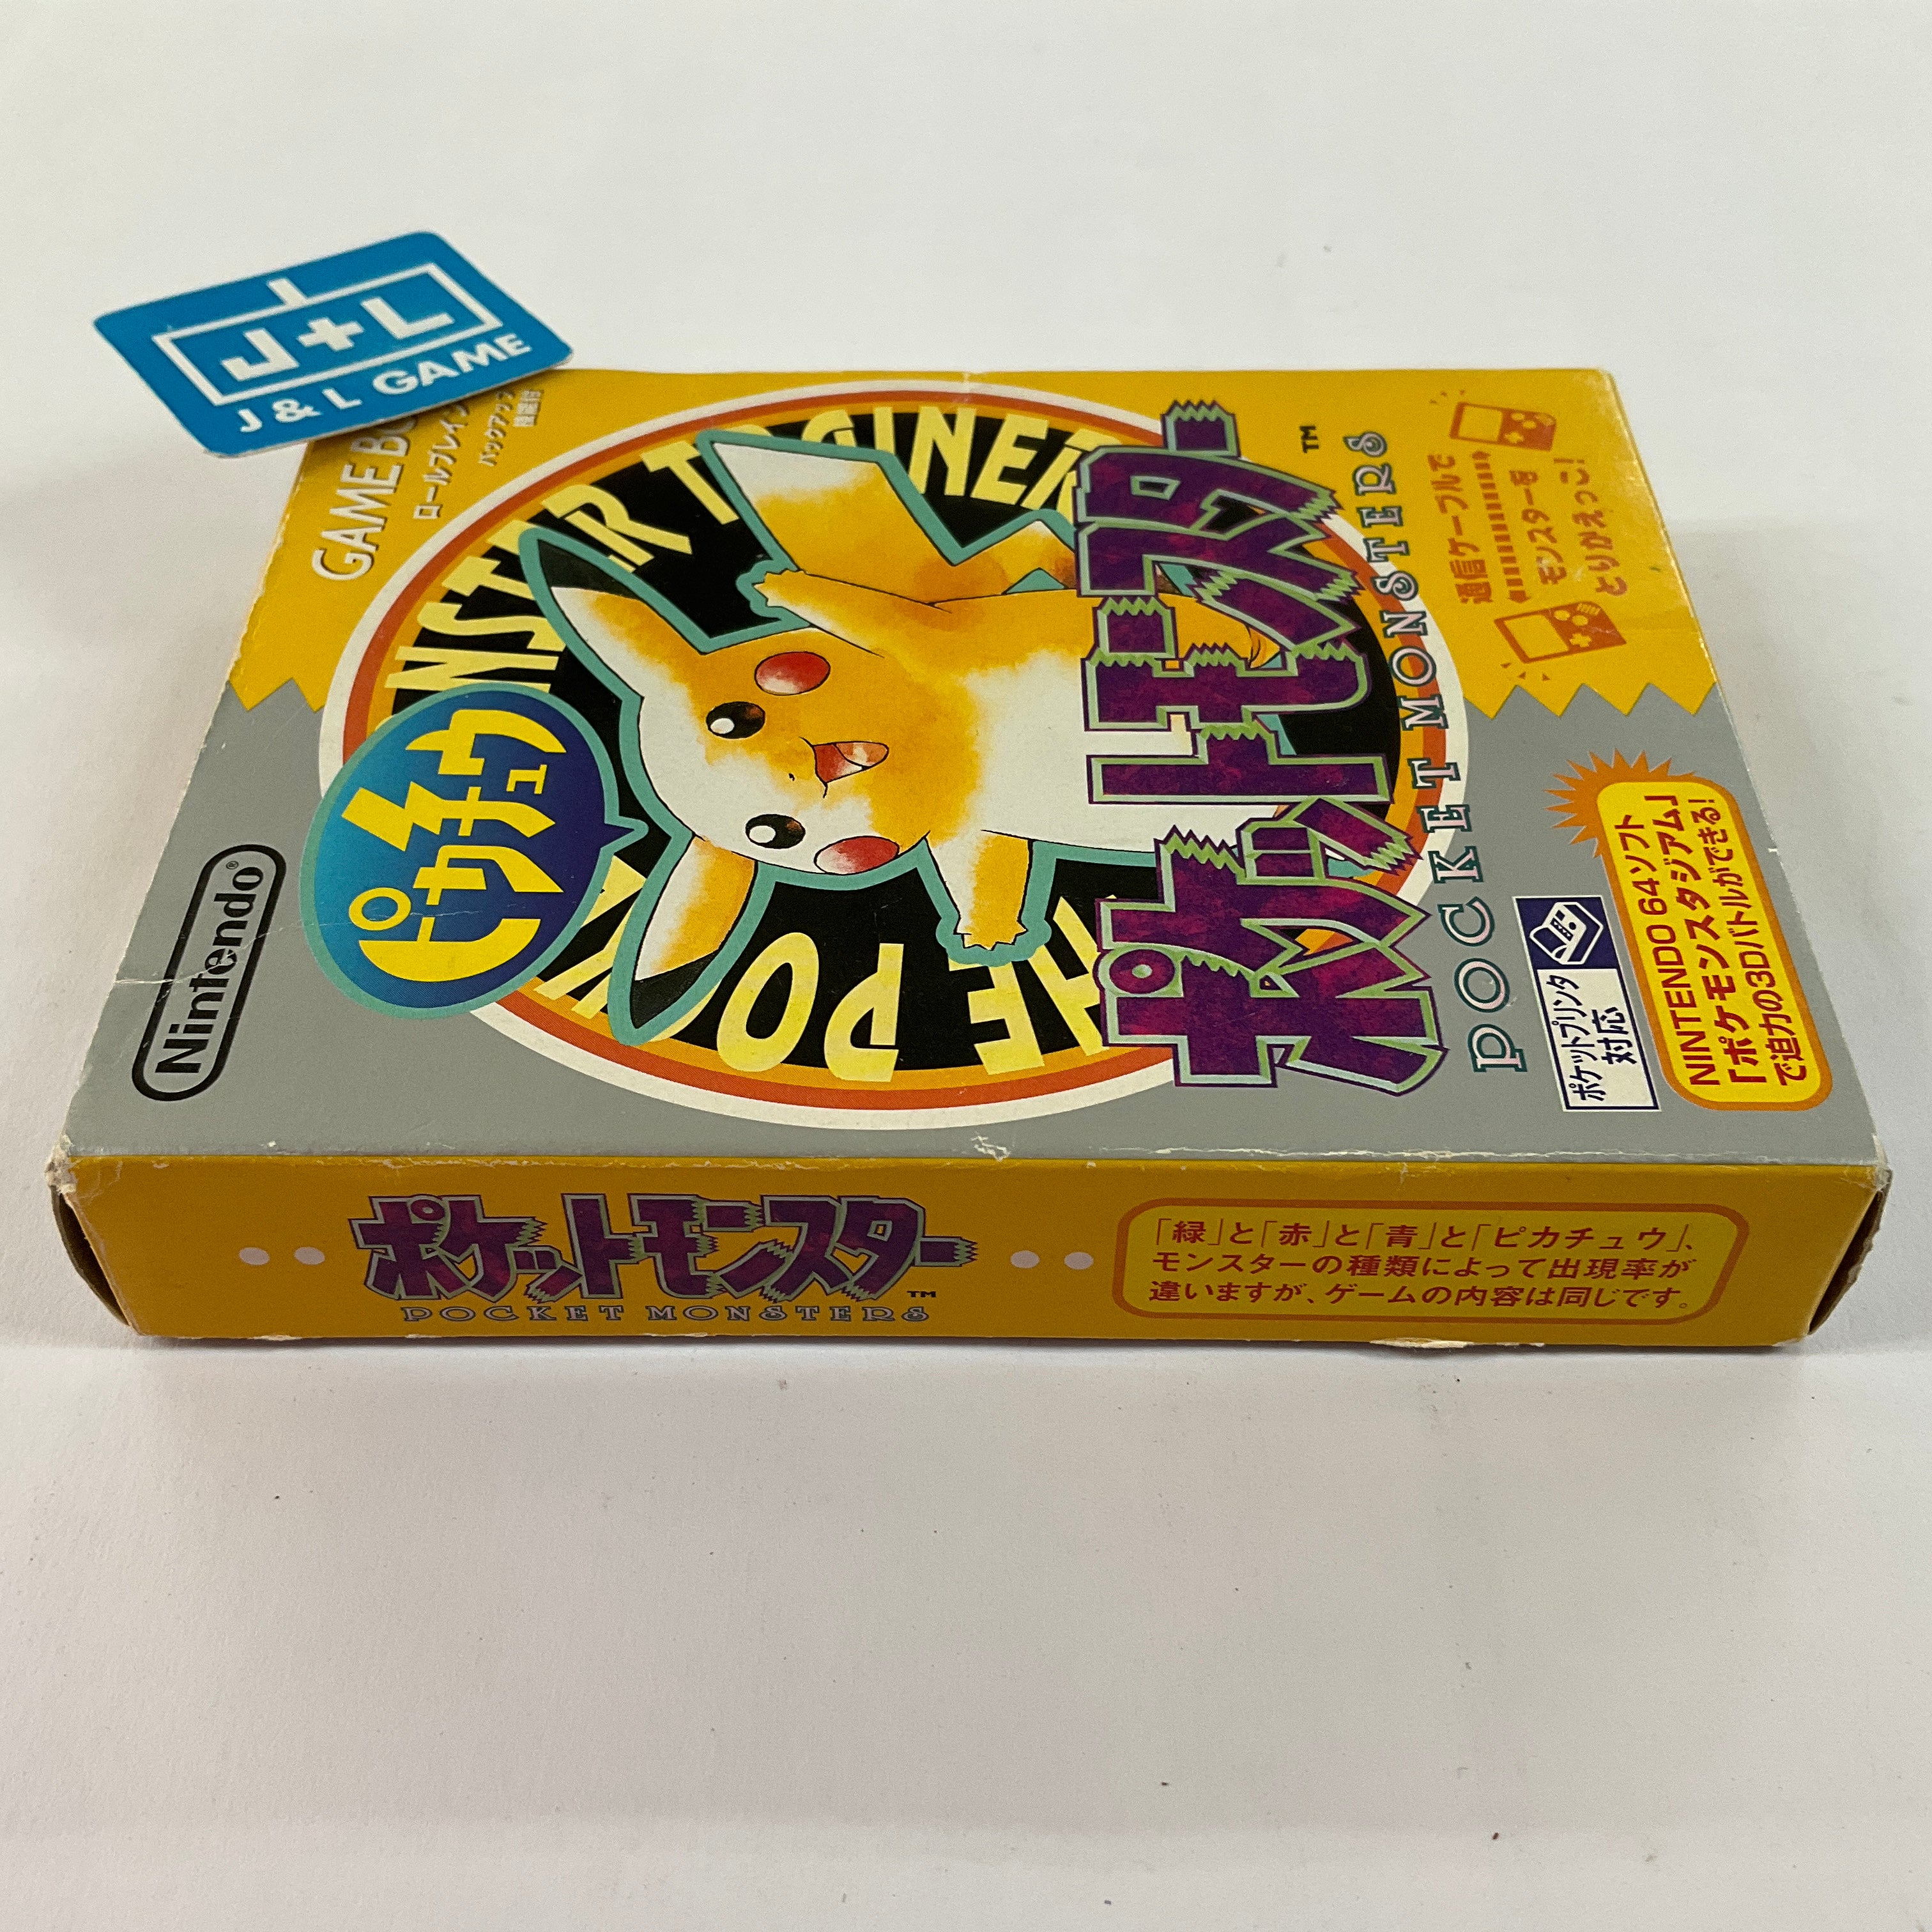 J+L
J & L GAME
GAME
ロールプレイン
バックアップ
機能付
Nintendo®
ピカチュウ
NSTER TRAINER
THE POK
ポケットモンスター
TM
POCKET MONSTERS
通信ケーブルで
モンスターを
とりかえっこ!
ポケットプリンタ
対応
NINTENDO 64ソフト
「ポケモンスタジアム」
で迫力の3Dバトルができる!
ポケットモンスター
TM
POCKET MONSTERS
「緑」と「赤」と「青」と「ピカチュウ」、
モンスターの種類によって出現率が
違いますが、ゲームの内容は同じです。